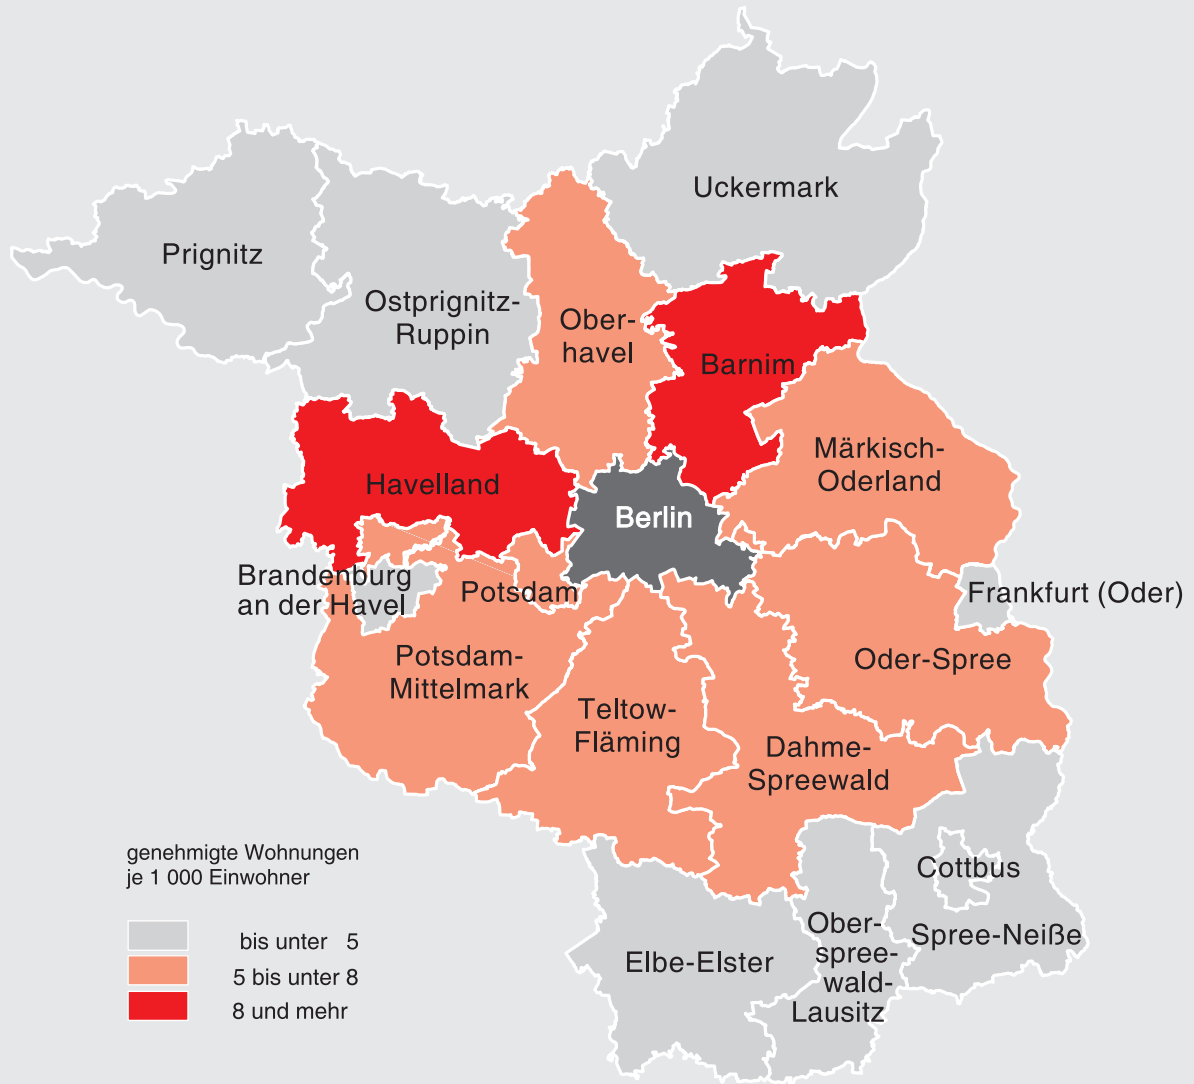 Uckermark
Prignitz
Ostprignitz-
Ruppin
Ober-
havel
Barnim
Märkisch-
Oderland
Havelland
Berlin
Brandenburg
an der Havel
Potsdam
Frankfurt (Oder)
Potsdam-
Mittelmark
Oder-Spree
Teltow-
Fläming
Dahme-
Spreewald
genehmigte Wohnungen
je 1 000 Einwohner
bis unter 5
5 bis unter 8
8 und mehr
Cottbus
Spree-Neiße
Ober-
spree-
wald-
Lausitz
Elbe-Elster